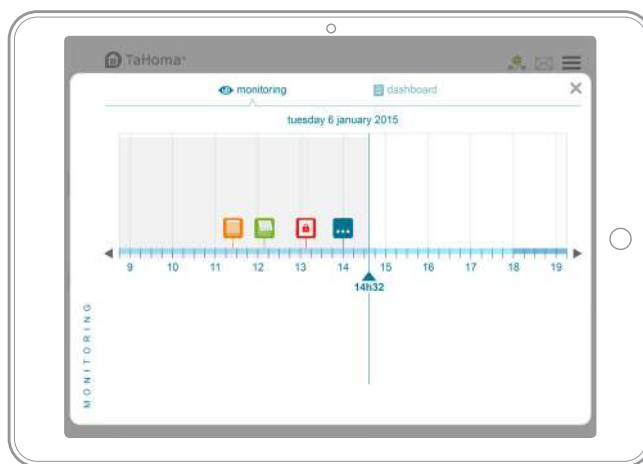 TaHoma®
monitoring
dashboard
tuesday 6 january 2015
9 10 11 12 13 14 15 16 17 18 19
14h32
MONITORING